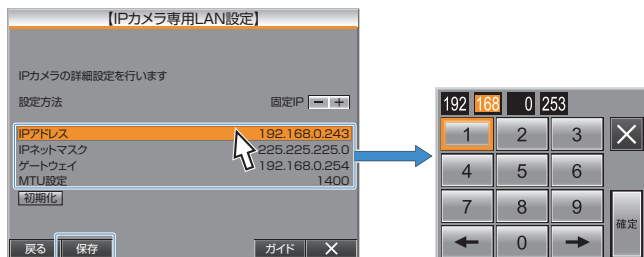 【IPカメラ専用LAN設定】
IPカメラの詳細設定を行います
設定方法 固定IP － ＋
IPアドレス 192.168.0.243
IPネットマスク 225.225.225.0
ゲートウェイ 192.168.0.254
MTU設定 1400
初期化
戻る 保存 ガイド ×
192 168 0 253
1 2 3 ×
4 5 6
7 8 9 確定
← 0 →